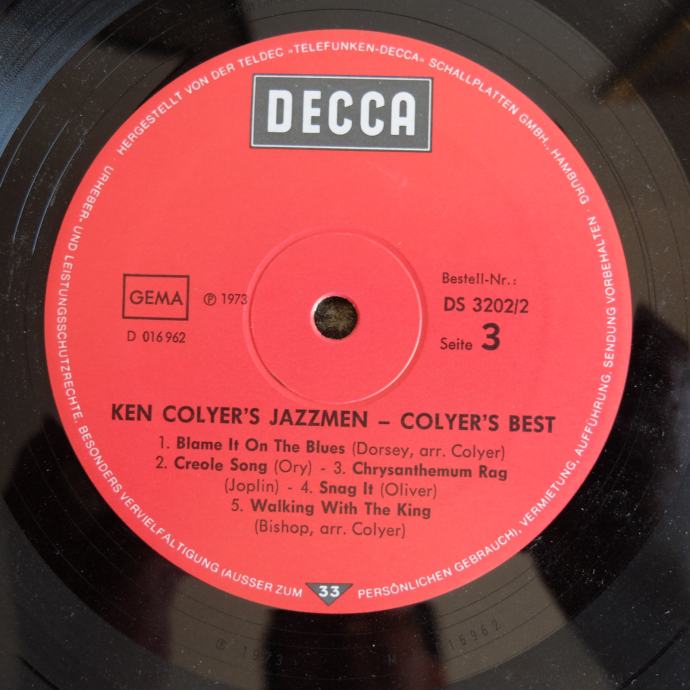 URHEBER- UND LEISTUNGSSCHUTZRECHTE, BESONDERS VERVIELFALTIGUNG (AUSSER ZUM PERSÖNLICHEN GEBRAUCH), VERMIETUNG, AUFFÜHRUNG, SENDUNG VORBEHALTEN ·
HERGESTELLT VON DER TELDEC »TELEFUNKEN-DECCA« SCHALLPLATTEN GMBH., HAMBURG ·
DECCA
GEMA
℗ 1973
D 016 962
Bestell-Nr.:
DS 3202/2
Seite 3
KEN COLYER'S JAZZMEN – COLYER'S BEST
1. Blame It On The Blues (Dorsey, arr. Colyer)
2. Creole Song (Ory) - 3. Chrysanthemum Rag
(Joplin) - 4. Snag It (Oliver)
5. Walking With The King
(Bishop, arr. Colyer)
33
℗ 1973
16962